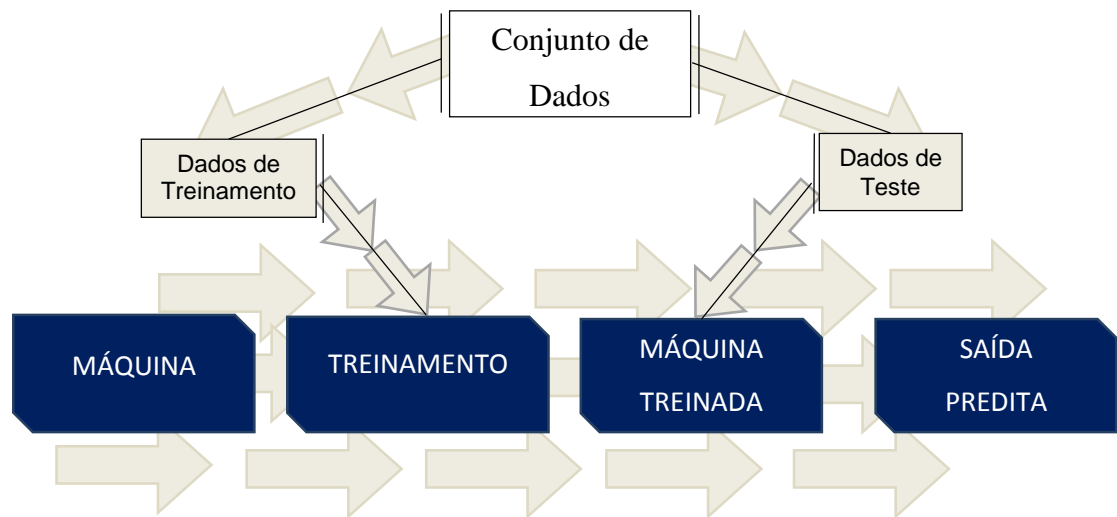 Conjunto de
Dados
Dados de
Treinamento
Dados de
Teste
MÁQUINA
TREINAMENTO
MÁQUINA
TREINADA
SAÍDA
PREDITA